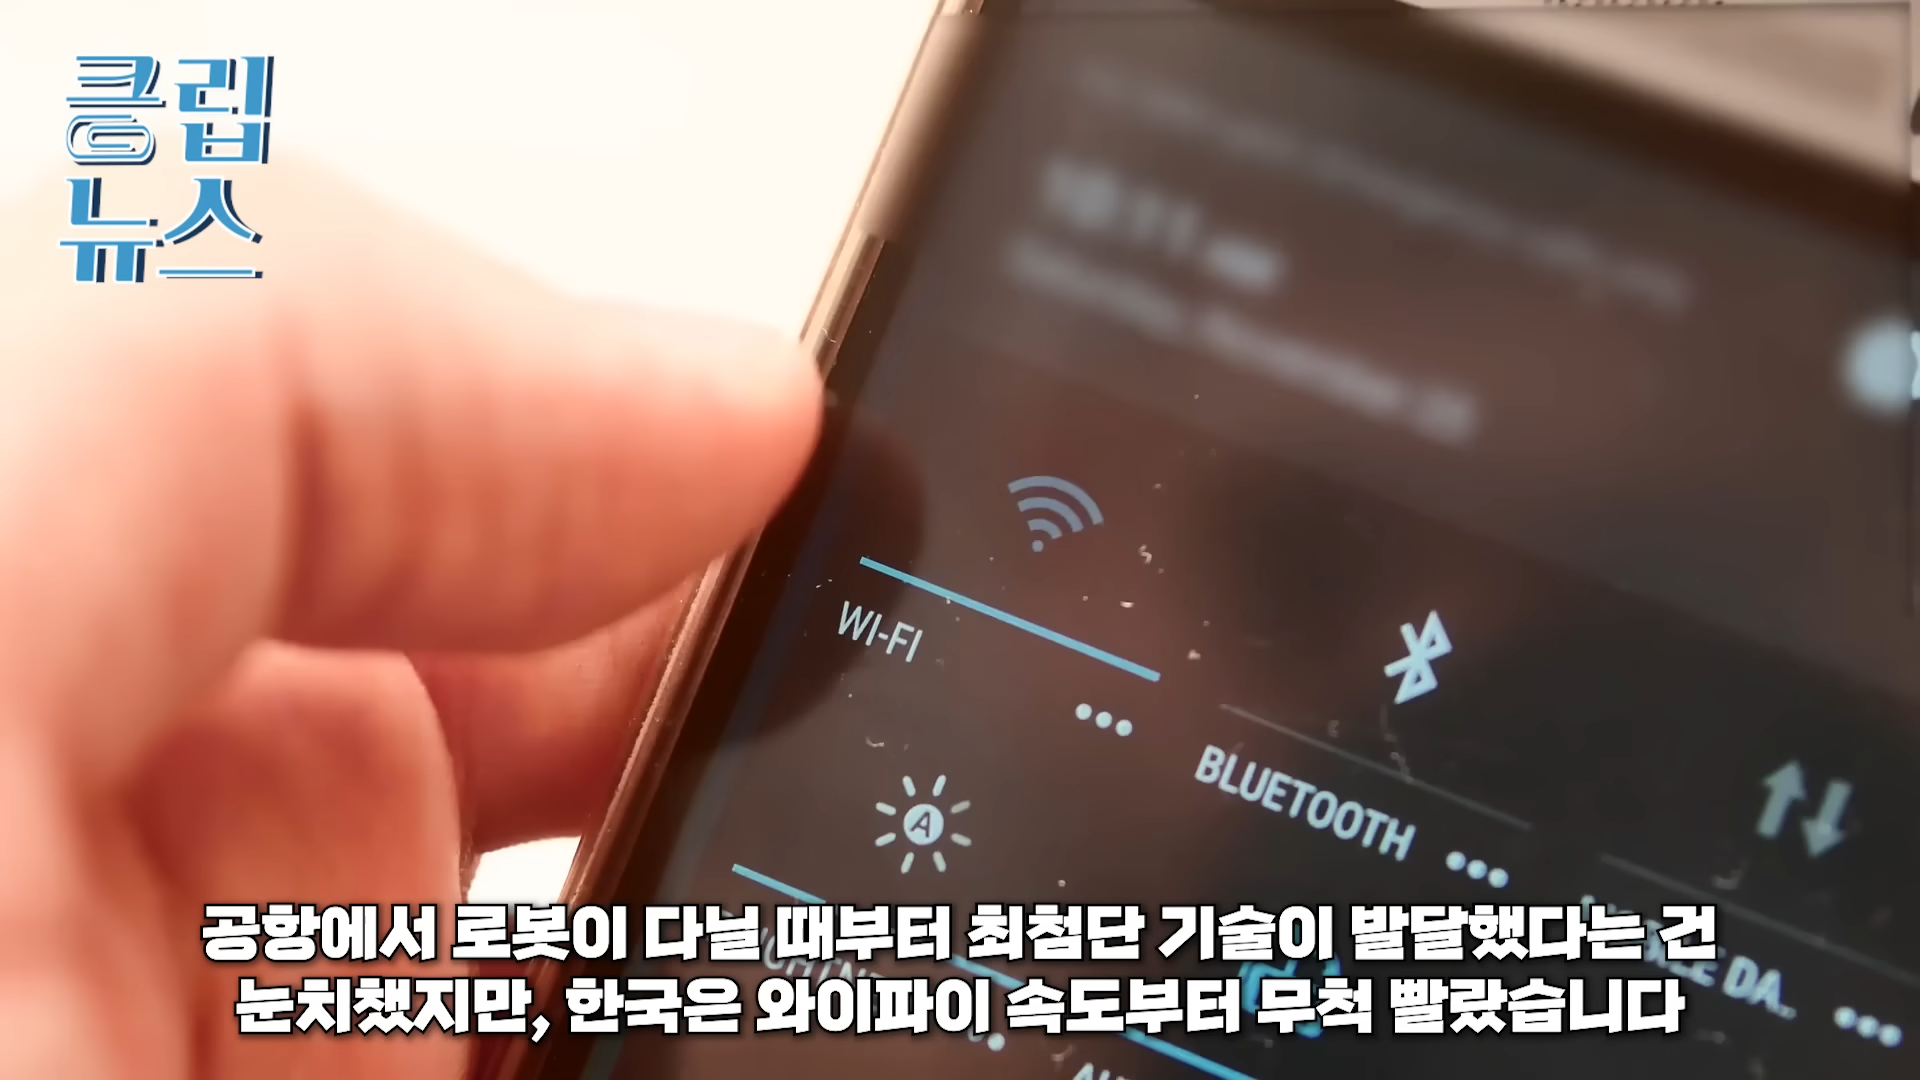 클립
뉴스
WI-FI
BLUETOOTH
A
공항에서 로봇이 다닐 때부터 최첨단 기술이 발달했다는 건
눈치챘지만, 한국은 와이파이 속도부터 무척 빨랐습니다